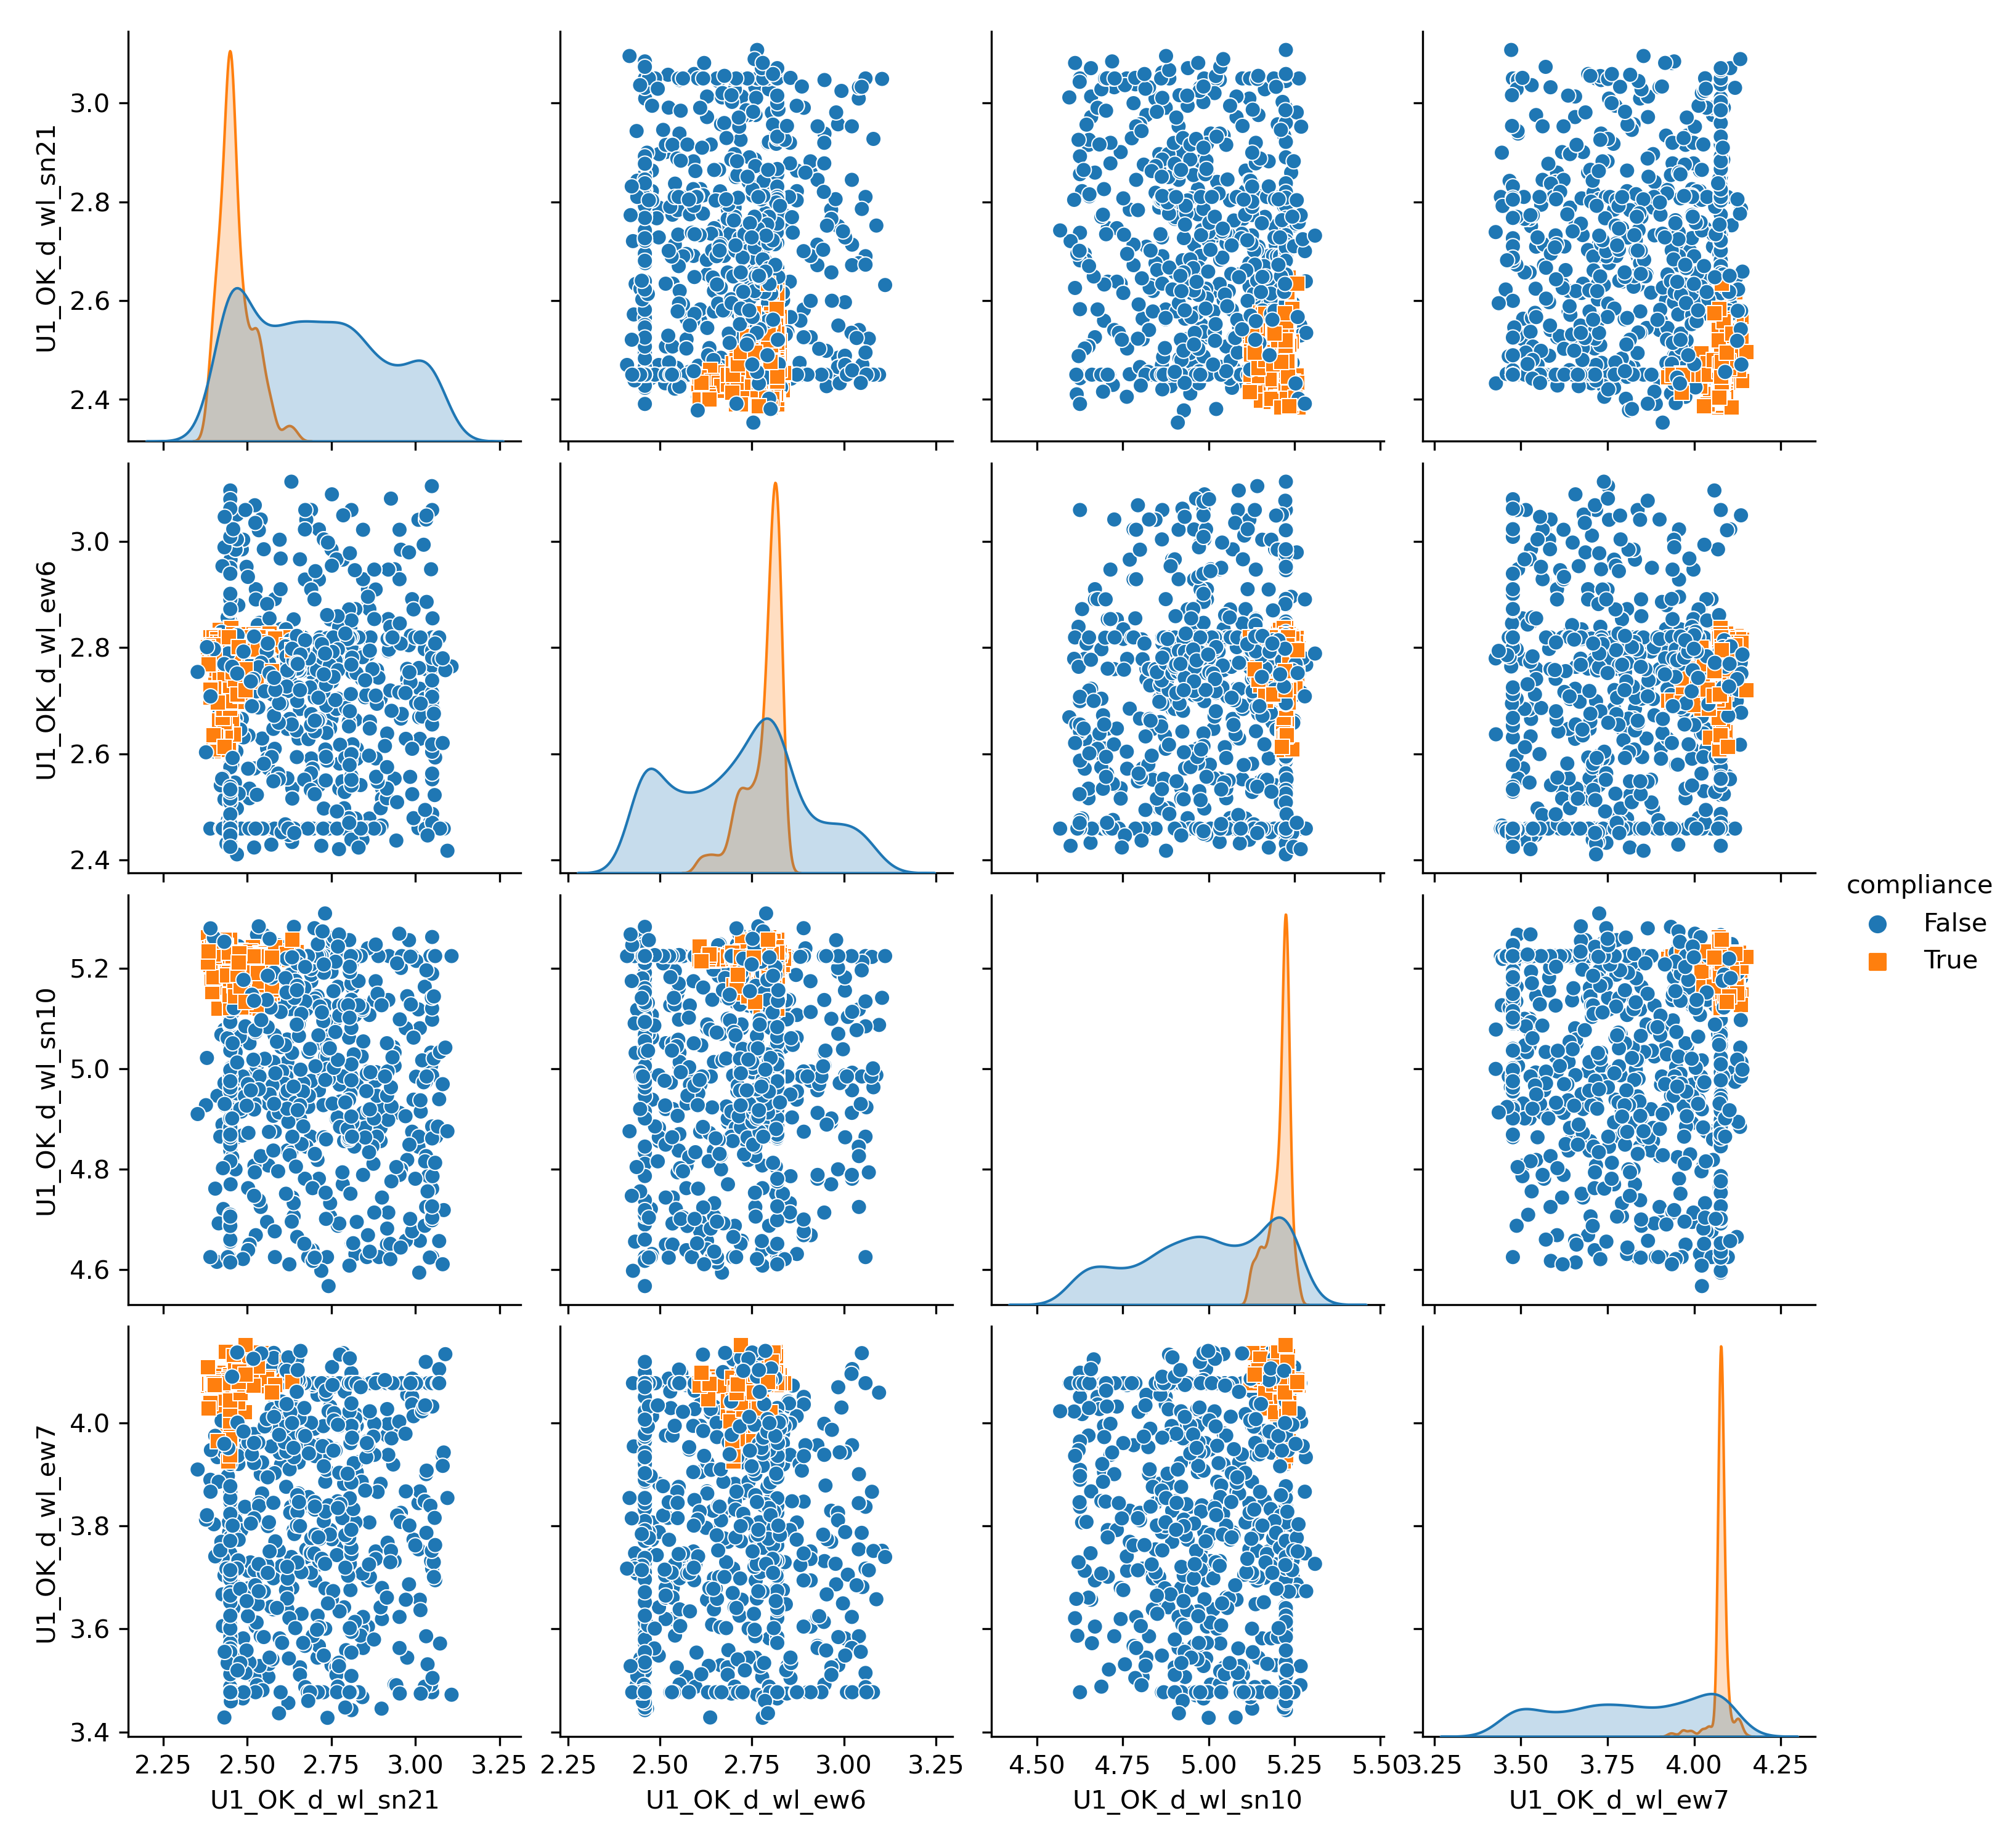 3.0
2.8
2.6
2.4
U1_OK_d_wl_sn21
3.0
2.8
2.6
2.4
U1_OK_d_wl_ew6
compliance
False
True
5.2
5.0
4.8
4.6
U1_OK_d_wl_sn10
4.0
3.8
3.6
3.4
U1_OK_d_wl_ew7
2.25 2.50 2.75 3.00 3.25
2.25 2.50 2.75 3.00 3.25
4.50 4.75 5.00 5.25 5.50
3.25 3.50 3.75 4.00 4.25
U1_OK_d_wl_sn21
U1_OK_d_wl_ew6
U1_OK_d_wl_sn10
U1_OK_d_wl_ew7